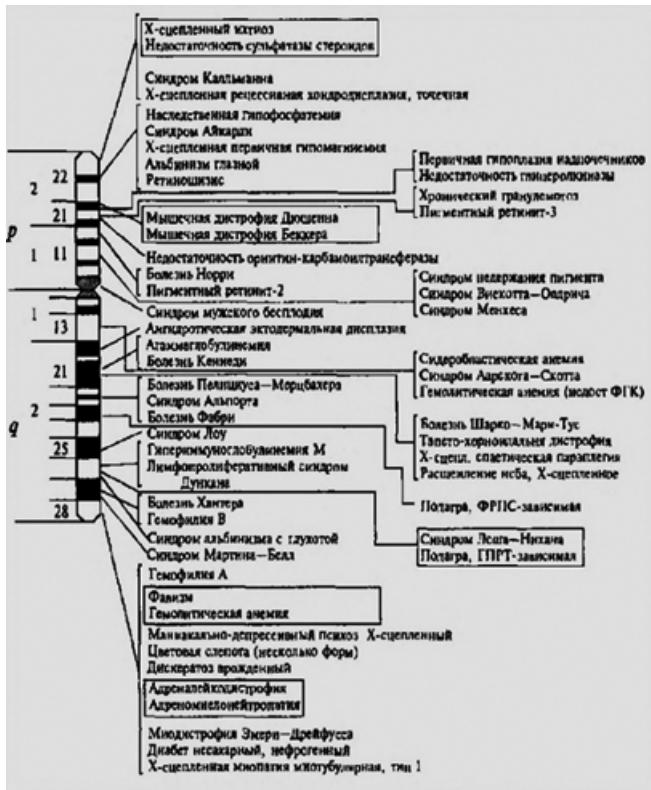 Х-сцепленный ихтиоз
Недостаточность сульфатазы стероидов
Синдром Каллманна
Х-сцепленная рецессивная хондродисплазия, точечная
Наследственная гипофосфатемия
Синдром Айкарди
Х-сцепленная первичная гипомагниемия
Альбинизм глазной
Ретиношизис
Первичная гипоплазия надпочечников
Недостаточность глицеролкиназы
Хронический гранулематоз
Пигментный ретинит-3
Мышечная дистрофия Дюшенна
Мышечная дистрофия Беккера
Недостаточность орнитин-карбамоилтрансферазы
Болезнь Норри
Пигментный ретинит-2
Синдром недержания пигмента
Синдром Вискотта—Олдрича
Синдром Менкеса
Синдром мужского бесплодия
Ангидротическая эктодермальная дисплазия
Агаммаглобулинемия
Болезнь Кеннеди
Сидеробластическая анемия
Синдром Аарскога—Скотта
Гемолитическая анемия (недост ФГК)
Болезнь Пелициуса—Мерцбахера
Синдром Альпорта
Болезнь Фабри
Болезнь Шарко—Мари-Тус
Тапето-хориоидальная дистрофия
Х-сцепл. спастическая параплегия
Расщепление неба, Х-сцепленное
Синдром Лоу
Гипериммуноглобулинемия М
Лимфопролиферативный синдром
Дункана
Подагра, ФРПС-зависимая
Болезнь Хантера
Гемофилия В
Синдром альбинизма с глухотой
Синдром Мартина—Белл
Синдром Леша—Нихана
Подагра, ГПРТ-зависимая
Гемофилия А
Фавизм
Гемолитическая анемия
Маниакально-депрессивный психоз Х-сцепленный
Цветовая слепота (несколько форм)
Дискератоз врожденный
Адреналейкодистрофия
Адреномиелонейропатия
Миодистрофия Эмери—Дрейфусса
Диабет несахарный, нефрогенный
Х-сцепленная миопатия миотубулярная, тип 1
p
2
22
21
1
11
q
1
13
21
2
25
28